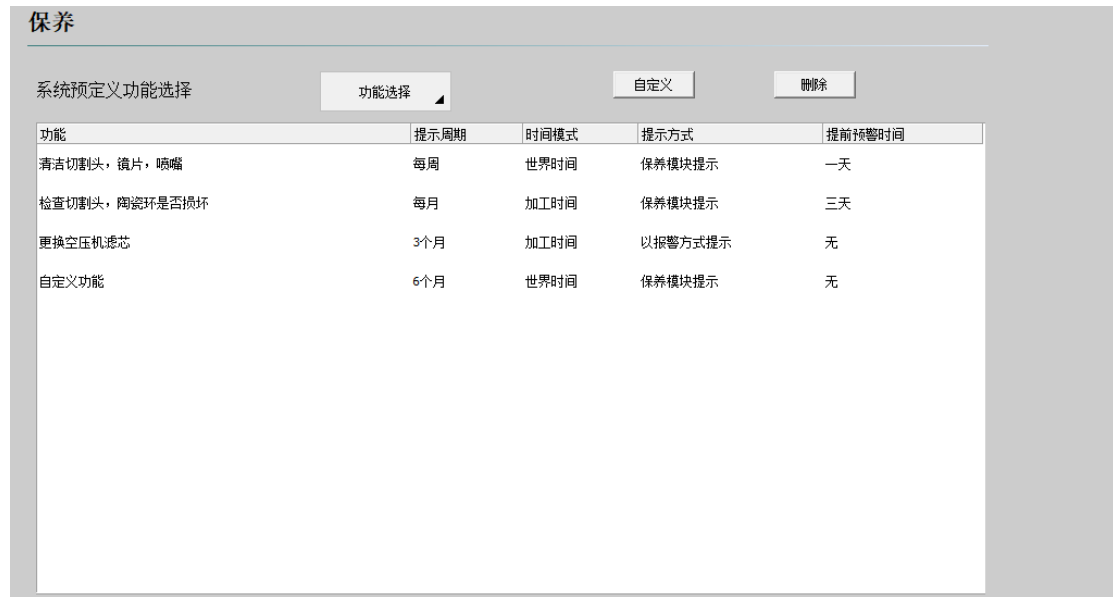 保养
系统预定义功能选择 功能选择 自定义 删除
功能 提示周期 时间模式 提示方式 提前预警时间
清洁切割头，镜片，喷嘴 每周 世界时间 保养模块提示 一天
检查切割头，陶瓷环是否损坏 每月 加工时间 保养模块提示 三天
更换空压机滤芯 3个月 加工时间 以报警方式提示 无
自定义功能 6个月 世界时间 保养模块提示 无